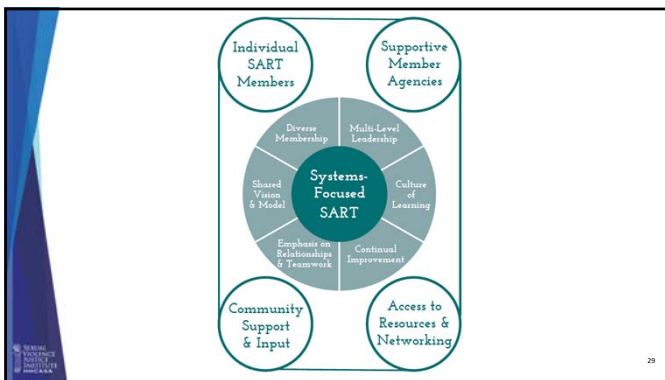 Individual
SART
Members
Supportive
Member
Agencies
Diverse
Membership
Multi-Level
Leadership
Shared
Vision
& Model
Systems-
Focused
SART
Culture
of
Learning
Emphasis on
Relationships
& Teamwork
Continual
Improvement
Community
Support
& Input
Access to
Resources &
Networking
SEXUAL
VIOLENCE
JUSTICE
INSTITUTE
MNCASA
29